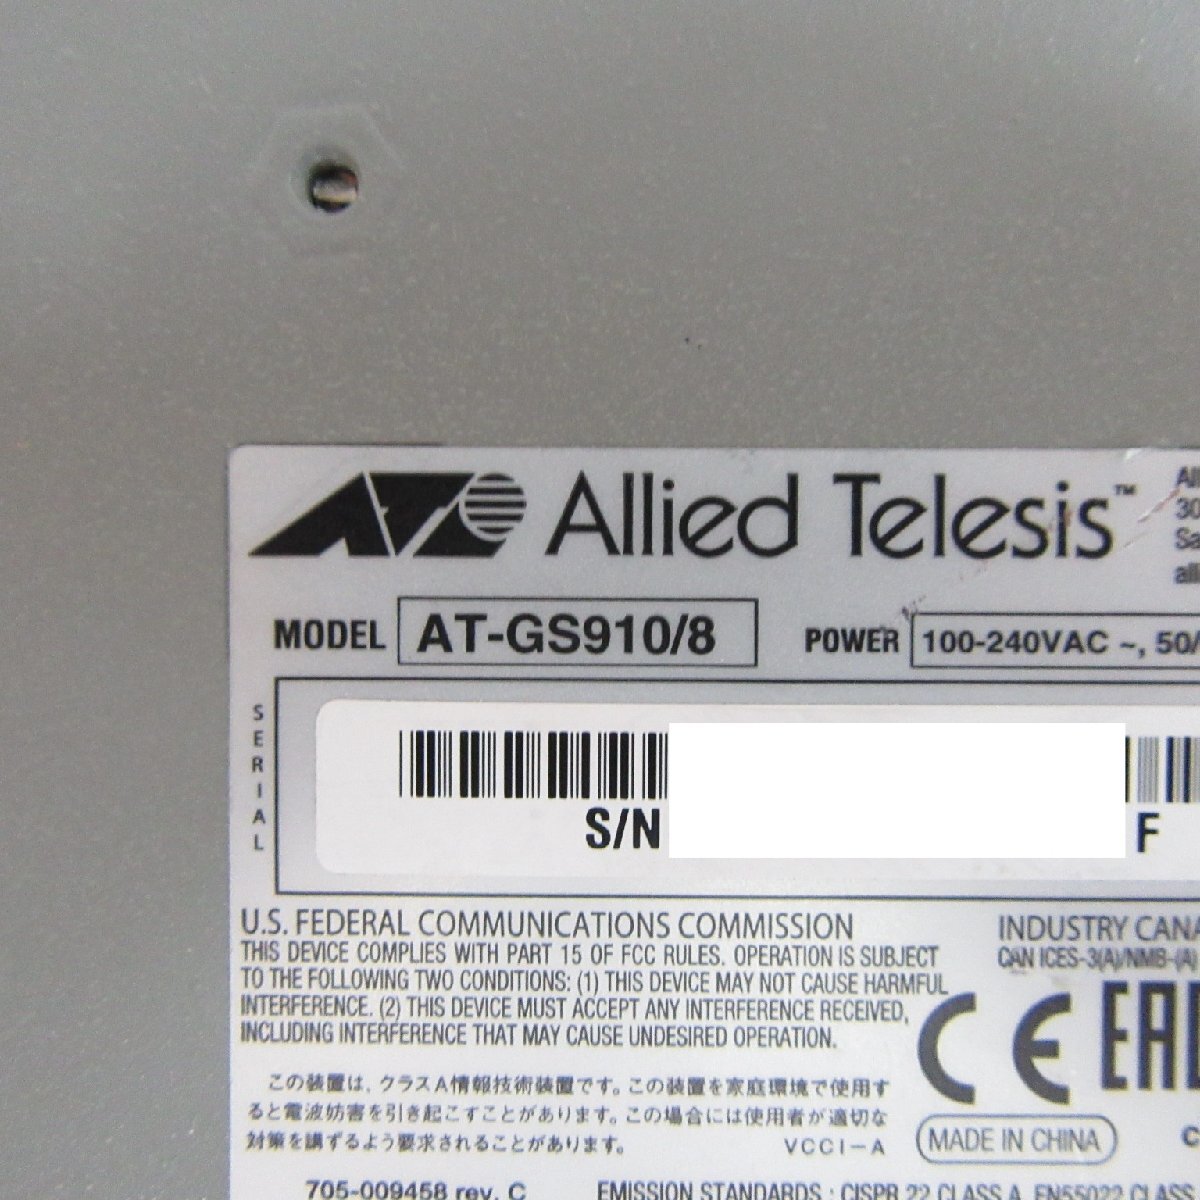 Allied Telesis™
MODEL AT-GS910/8
POWER 100-240VAC ~, 50/
SERIAL
S/N F
U.S. FEDERAL COMMUNICATIONS COMMISSION
THIS DEVICE COMPLIES WITH PART 15 OF FCC RULES. OPERATION IS SUBJECT
TO THE FOLLOWING TWO CONDITIONS: (1) THIS DEVICE MAY NOT CAUSE HARMFUL
INTERFERENCE. (2) THIS DEVICE MUST ACCEPT ANY INTERFERENCE RECEIVED,
INCLUDING INTERFERENCE THAT MAY CAUSE UNDESIRED OPERATION.
INDUSTRY CANA
CAN ICES-3(A)/NMB-(A)
CE EAC
この装置は、クラスA情報技術装置です。この装置を家庭環境で使用す
ると電波妨害を引き起こすことがあります。この場合には使用者が適切な
対策を講ずるよう要求されることがあります。 VCCI-A
MADE IN CHINA
705-009458 rev. C
EMISSION STANDARDS : CISPR 22 CLASS A, EN55022 CLASS